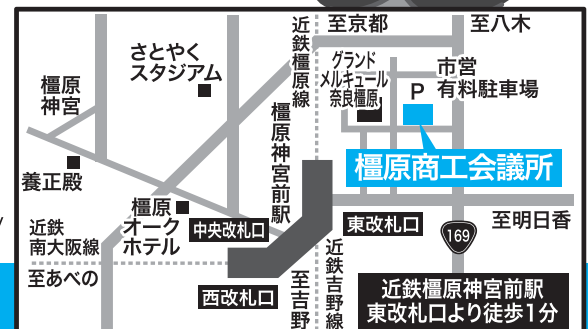 至京都
至八木
近鉄橿原線
さとやく
スタジアム
グランド
メルキュール
奈良橿原
市営
有料駐車場
P
橿原
神宮
橿原神宮前駅
橿原商工会議所
養正殿
橿原
オーク
ホテル
中央改札口
東改札口
至明日香
169
近鉄
南大阪線
至あべの
西改札口
至吉野
近鉄吉野線
近鉄橿原神宮前駅
東改札口より徒歩1分